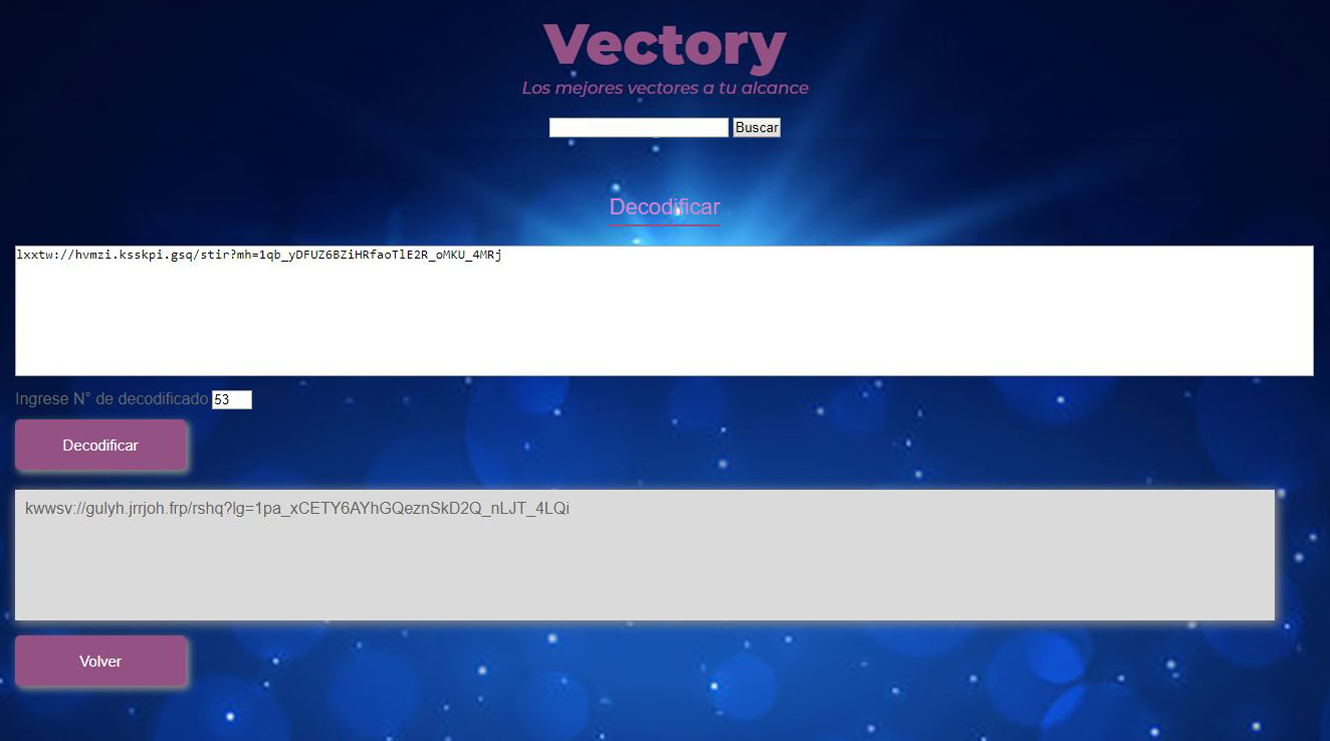 Vectory
Los mejores vectores a tu alcance
Buscar
Decodificar
lxxtw://hvmzi.ksskpi.gsq/stir?mh=1qb_yDFUZ6BZiHRfaoTlE2R_oMKU_4MRj
Ingrese N° de decodificado 53
Decodificar
kwwsv://gulyh.jrrjoh.frp/rshq?lg=1pa_xCETY6AYhGQeznSkD2Q_nLJT_4LQi
Volver